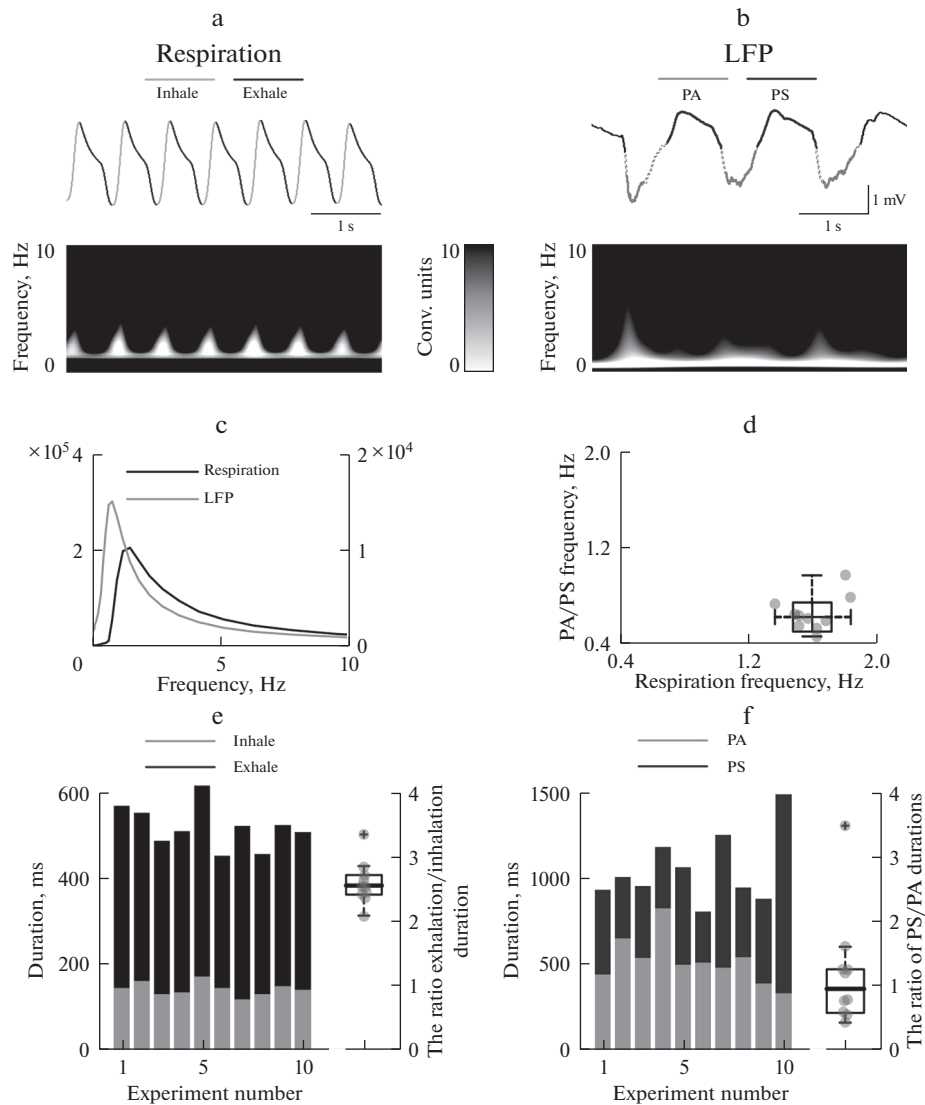 a
Respiration
Inhale
Exhale
1 s
10
Frequency, Hz
0
10
Conv. units
0
b
LFP
PA
PS
1 mV
1 s
10
Frequency, Hz
0
c
×10⁵ 4
2
0
5
10
Frequency, Hz
Respiration
LFP
2 ×10⁴
1
0
d
2.0
PA/PS frequency, Hz
1.2
0.4
0.4
1.2
2.0
Respiration frequency, Hz
e
Inhale
Exhale
600
400
200
0
Duration, ms
1
5
10
Experiment number
4
3
2
1
0
The ratio exhalation/inhalation
duration
f
PA
PS
1500
1000
500
0
Duration, ms
1
5
10
Experiment number
4
3
2
1
0
The ratio of PS/PA durations